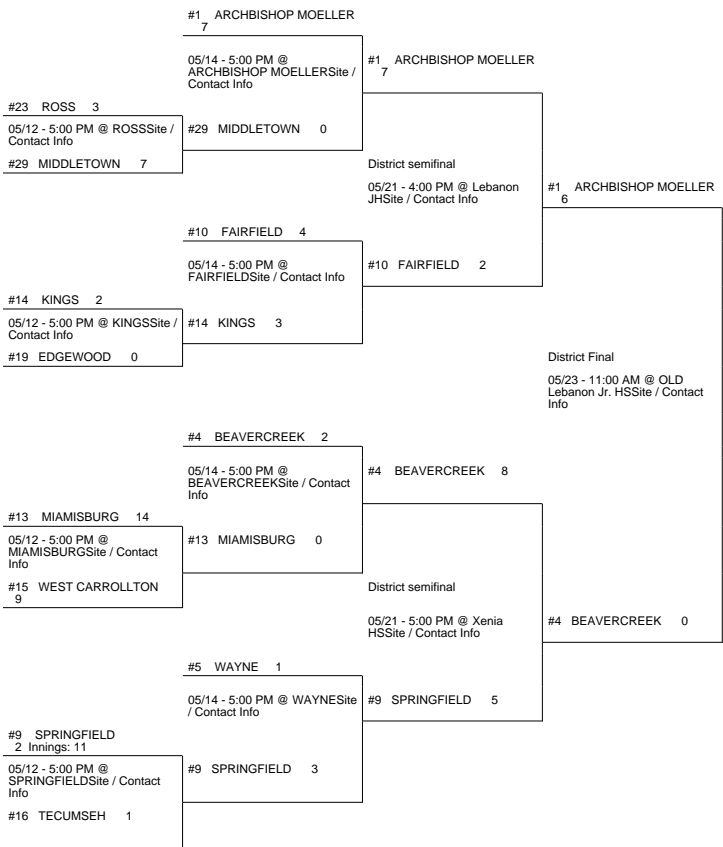 #1 ARCHBISHOP MOELLER
7
05/14 - 5:00 PM @
ARCHBISHOP MOELLERSite /
Contact Info
#1 ARCHBISHOP MOELLER
7
#23 ROSS 3
05/12 - 5:00 PM @ ROSSSite /
Contact Info
#29 MIDDLETOWN 0
#29 MIDDLETOWN 7
District semifinal
05/21 - 4:00 PM @ Lebanon
JHSite / Contact Info
#1 ARCHBISHOP MOELLER
6
#10 FAIRFIELD 4
05/14 - 5:00 PM @
FAIRFIELDSite / Contact Info
#10 FAIRFIELD 2
#14 KINGS 2
05/12 - 5:00 PM @ KINGSSite /
Contact Info
#14 KINGS 3
#19 EDGEWOOD 0
District Final
05/23 - 11:00 AM @ OLD
Lebanon Jr. HSSite / Contact
Info
#4 BEAVERCREEK 2
05/14 - 5:00 PM @
BEAVERCREEKSite / Contact
Info
#4 BEAVERCREEK 8
#13 MIAMISBURG 14
05/12 - 5:00 PM @
MIAMISBURGSite / Contact
Info
#13 MIAMISBURG 0
#15 WEST CARROLLTON
9
District semifinal
05/21 - 5:00 PM @ Xenia
HSSite / Contact Info
#4 BEAVERCREEK 0
#5 WAYNE 1
05/14 - 5:00 PM @ WAYNESite
/ Contact Info
#9 SPRINGFIELD 5
#9 SPRINGFIELD
2 Innings: 11
05/12 - 5:00 PM @
SPRINGFIELDSite / Contact
Info
#9 SPRINGFIELD 3
#16 TECUMSEH 1